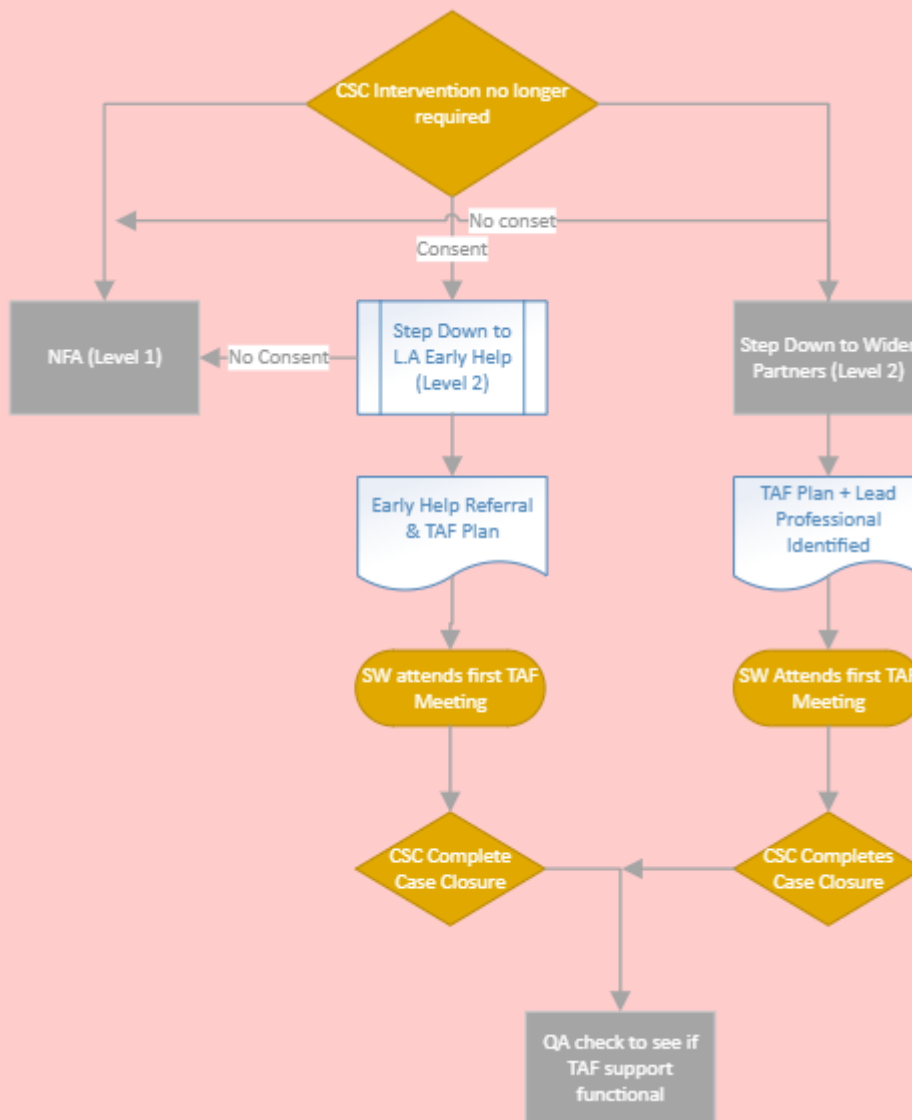 CSC Intervention no longer
required
No conset
Consent
NFA (Level 1)
No Consent
Step Down to
L.A Early Help
(Level 2)
Step Down to Wider
Partners (Level 2)
Early Help Referral
& TAF Plan
TAF Plan + Lead
Professional
Identified
SW attends first TAF
Meeting
SW Attends first TAF
Meeting
CSC Complete
Case Closure
CSC Completes
Case Closure
QA check to see if
TAF support
functional